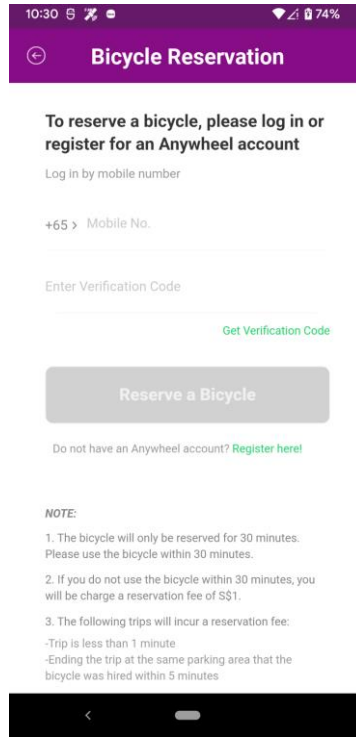 10:30
74%
Bicycle Reservation
To reserve a bicycle, please log in or
register for an Anywheel account
Log in by mobile number
+65 > Mobile No.
Enter Verification Code
Get Verification Code
Reserve a Bicycle
Do not have an Anywheel account? Register here!
NOTE:
1. The bicycle will only be reserved for 30 minutes.
Please use the bicycle within 30 minutes.
2. If you do not use the bicycle within 30 minutes, you
will be charge a reservation fee of S$1.
3. The following trips will incur a reservation fee:
-Trip is less than 1 minute
-Ending the trip at the same parking area that the
bicycle was hired within 5 minutes